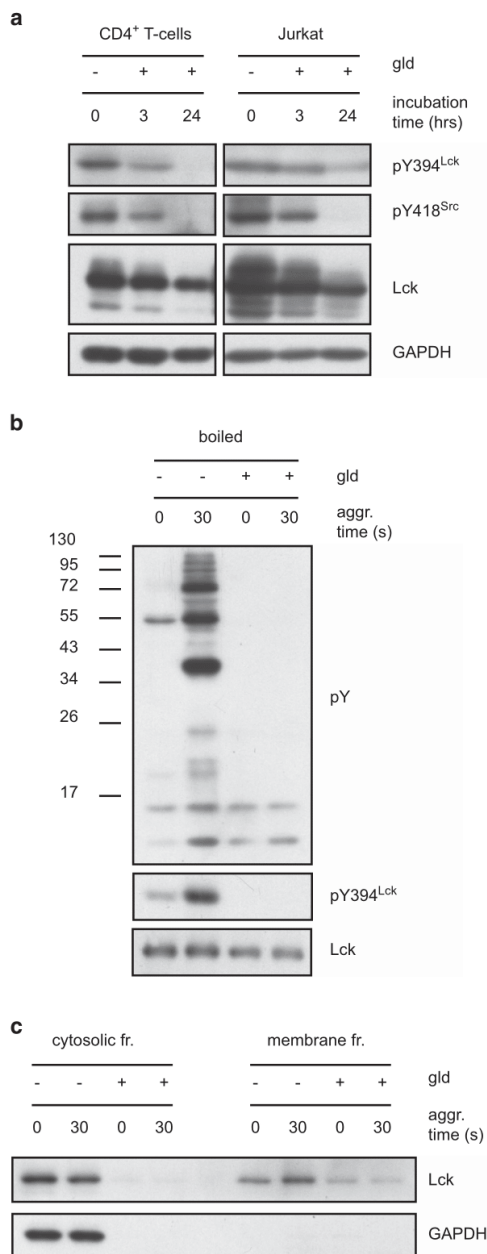 a
CD4+ T-cells Jurkat
- + + - + + gld
0 3 24 0 3 24 incubation time (hrs)
pY394Lck
pY418Src
Lck
GAPDH
b
boiled
- - + + gld
0 30 0 30 aggr. time (s)
130
95
72
55
43
34
26
17
pY
pY394Lck
Lck
c
cytosolic fr. membrane fr.
- - + + - - + + gld
0 30 0 30 0 30 0 30 aggr. time (s)
Lck
GAPDH